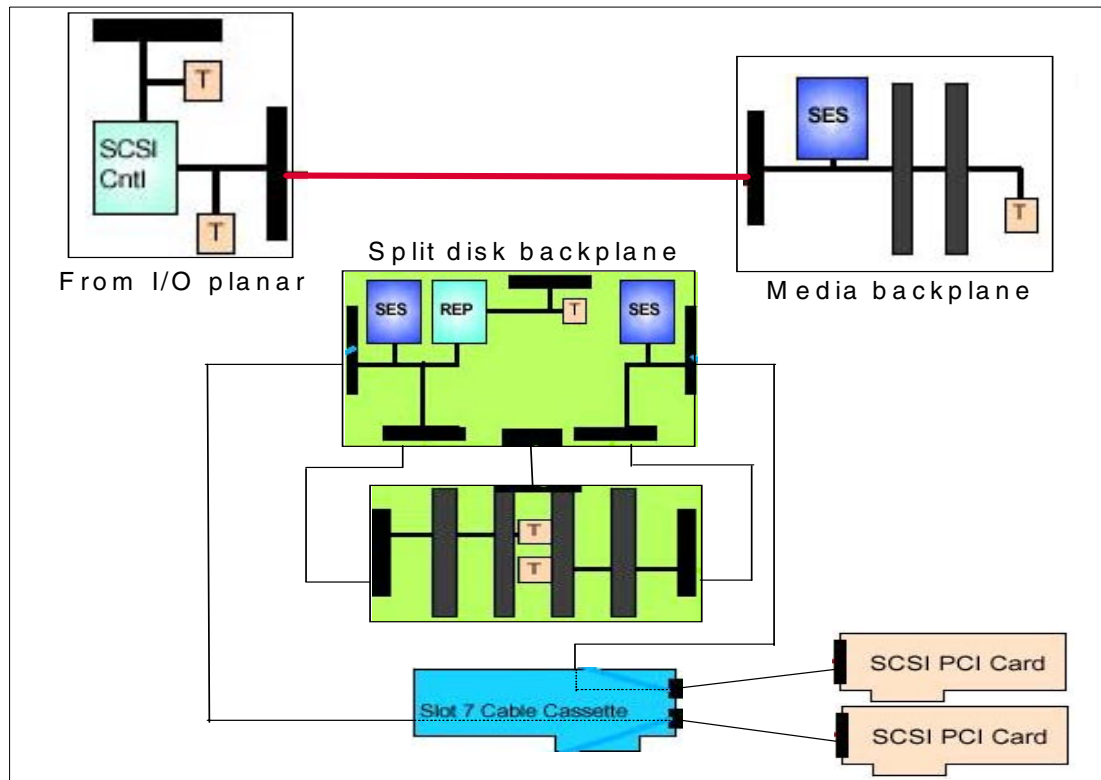 T
SCSI
Cntl
T
From I/O planar
SES
T
Media backplane
Split disk backplane
SES
REP
T
SES
T
T
Slot 7 Cable Cassette
SCSI PCI Card
SCSI PCI Card